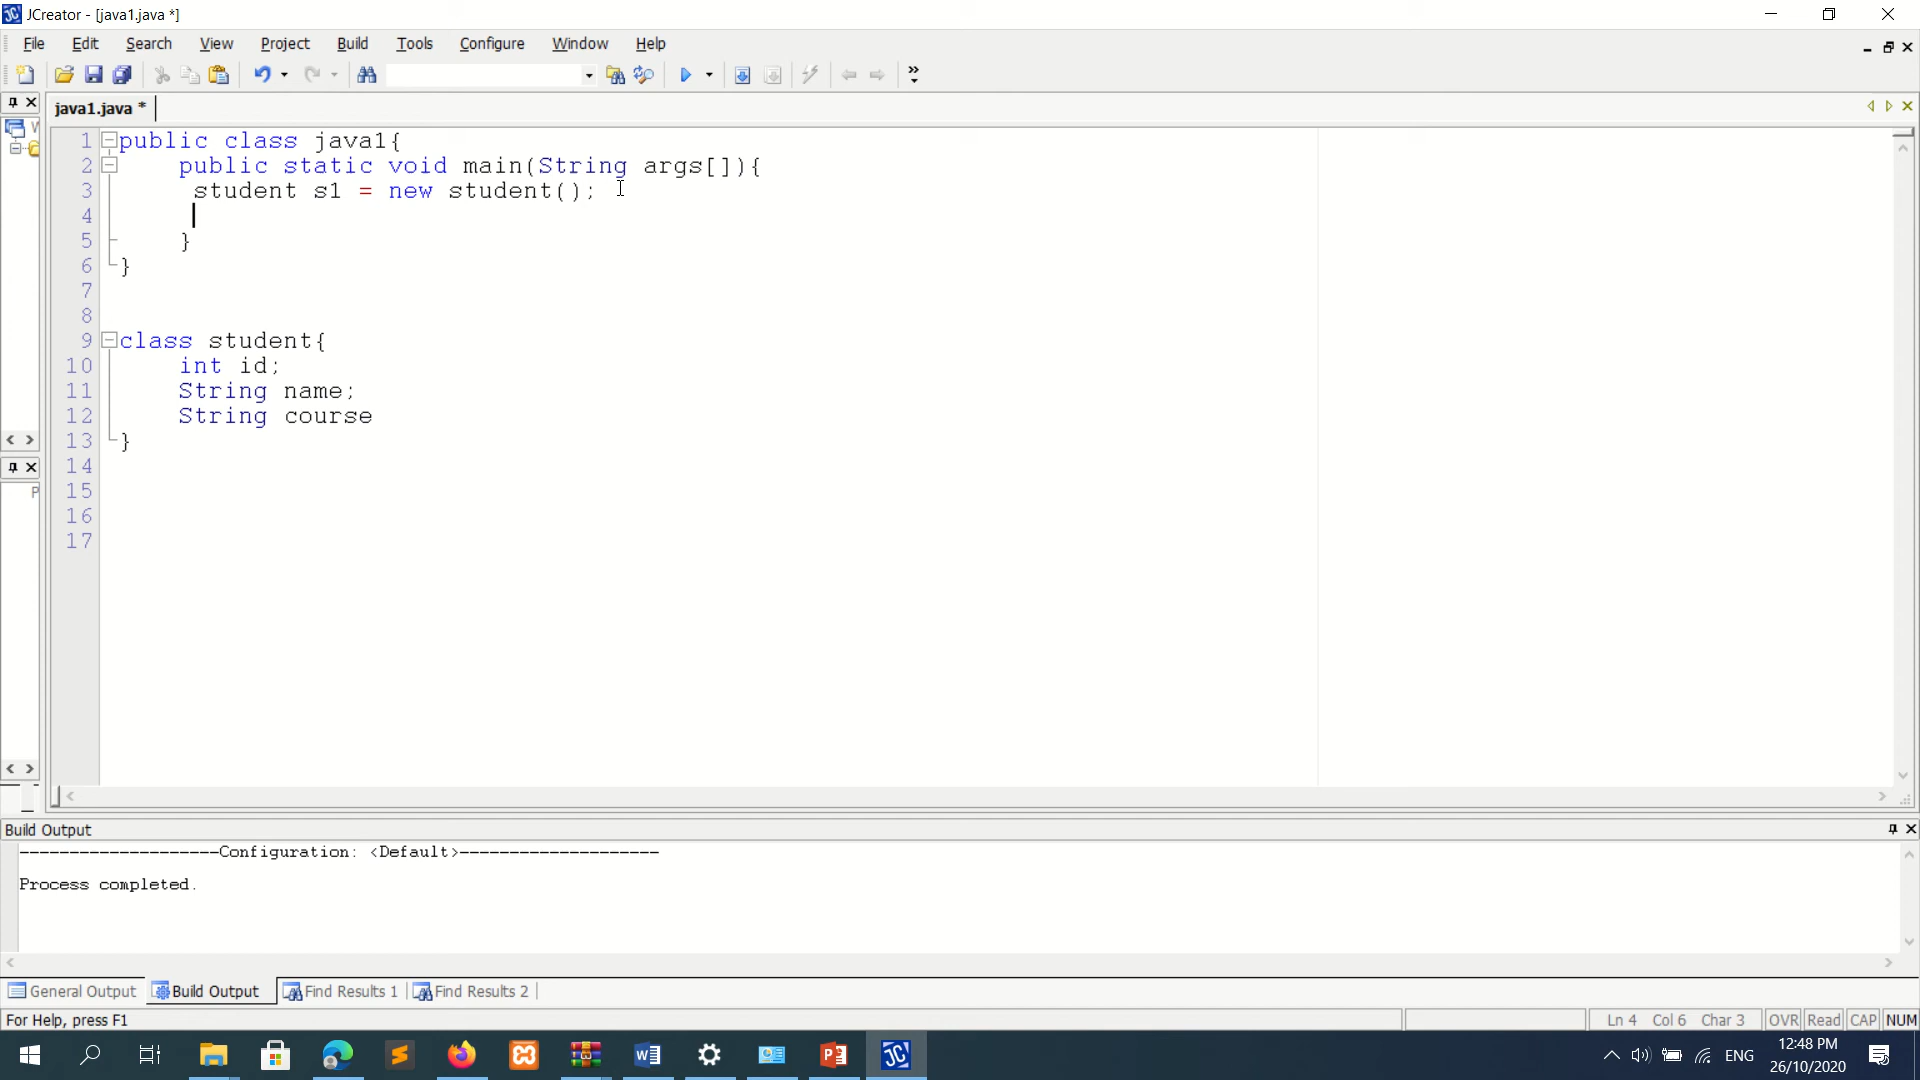 JCreator - [java1.java *]
File Edit Search View Project Build Tools Configure Window Help
java1.java *
1 public class java1{
2 public static void main(String args[]){
3 student s1 = new student();
4
5 }
6 }
7
8
9 class student{
10 int id;
11 String name;
12 String course
13 }
14
15
16
17
Build Output
--------------------Configuration: <Default>--------------------
Process completed.
General Output Build Output Find Results 1 Find Results 2
For Help, press F1 Ln 4 Col 6 Char 3 OVR Read CAP NUM
ENG 12:48 PM
26/10/2020